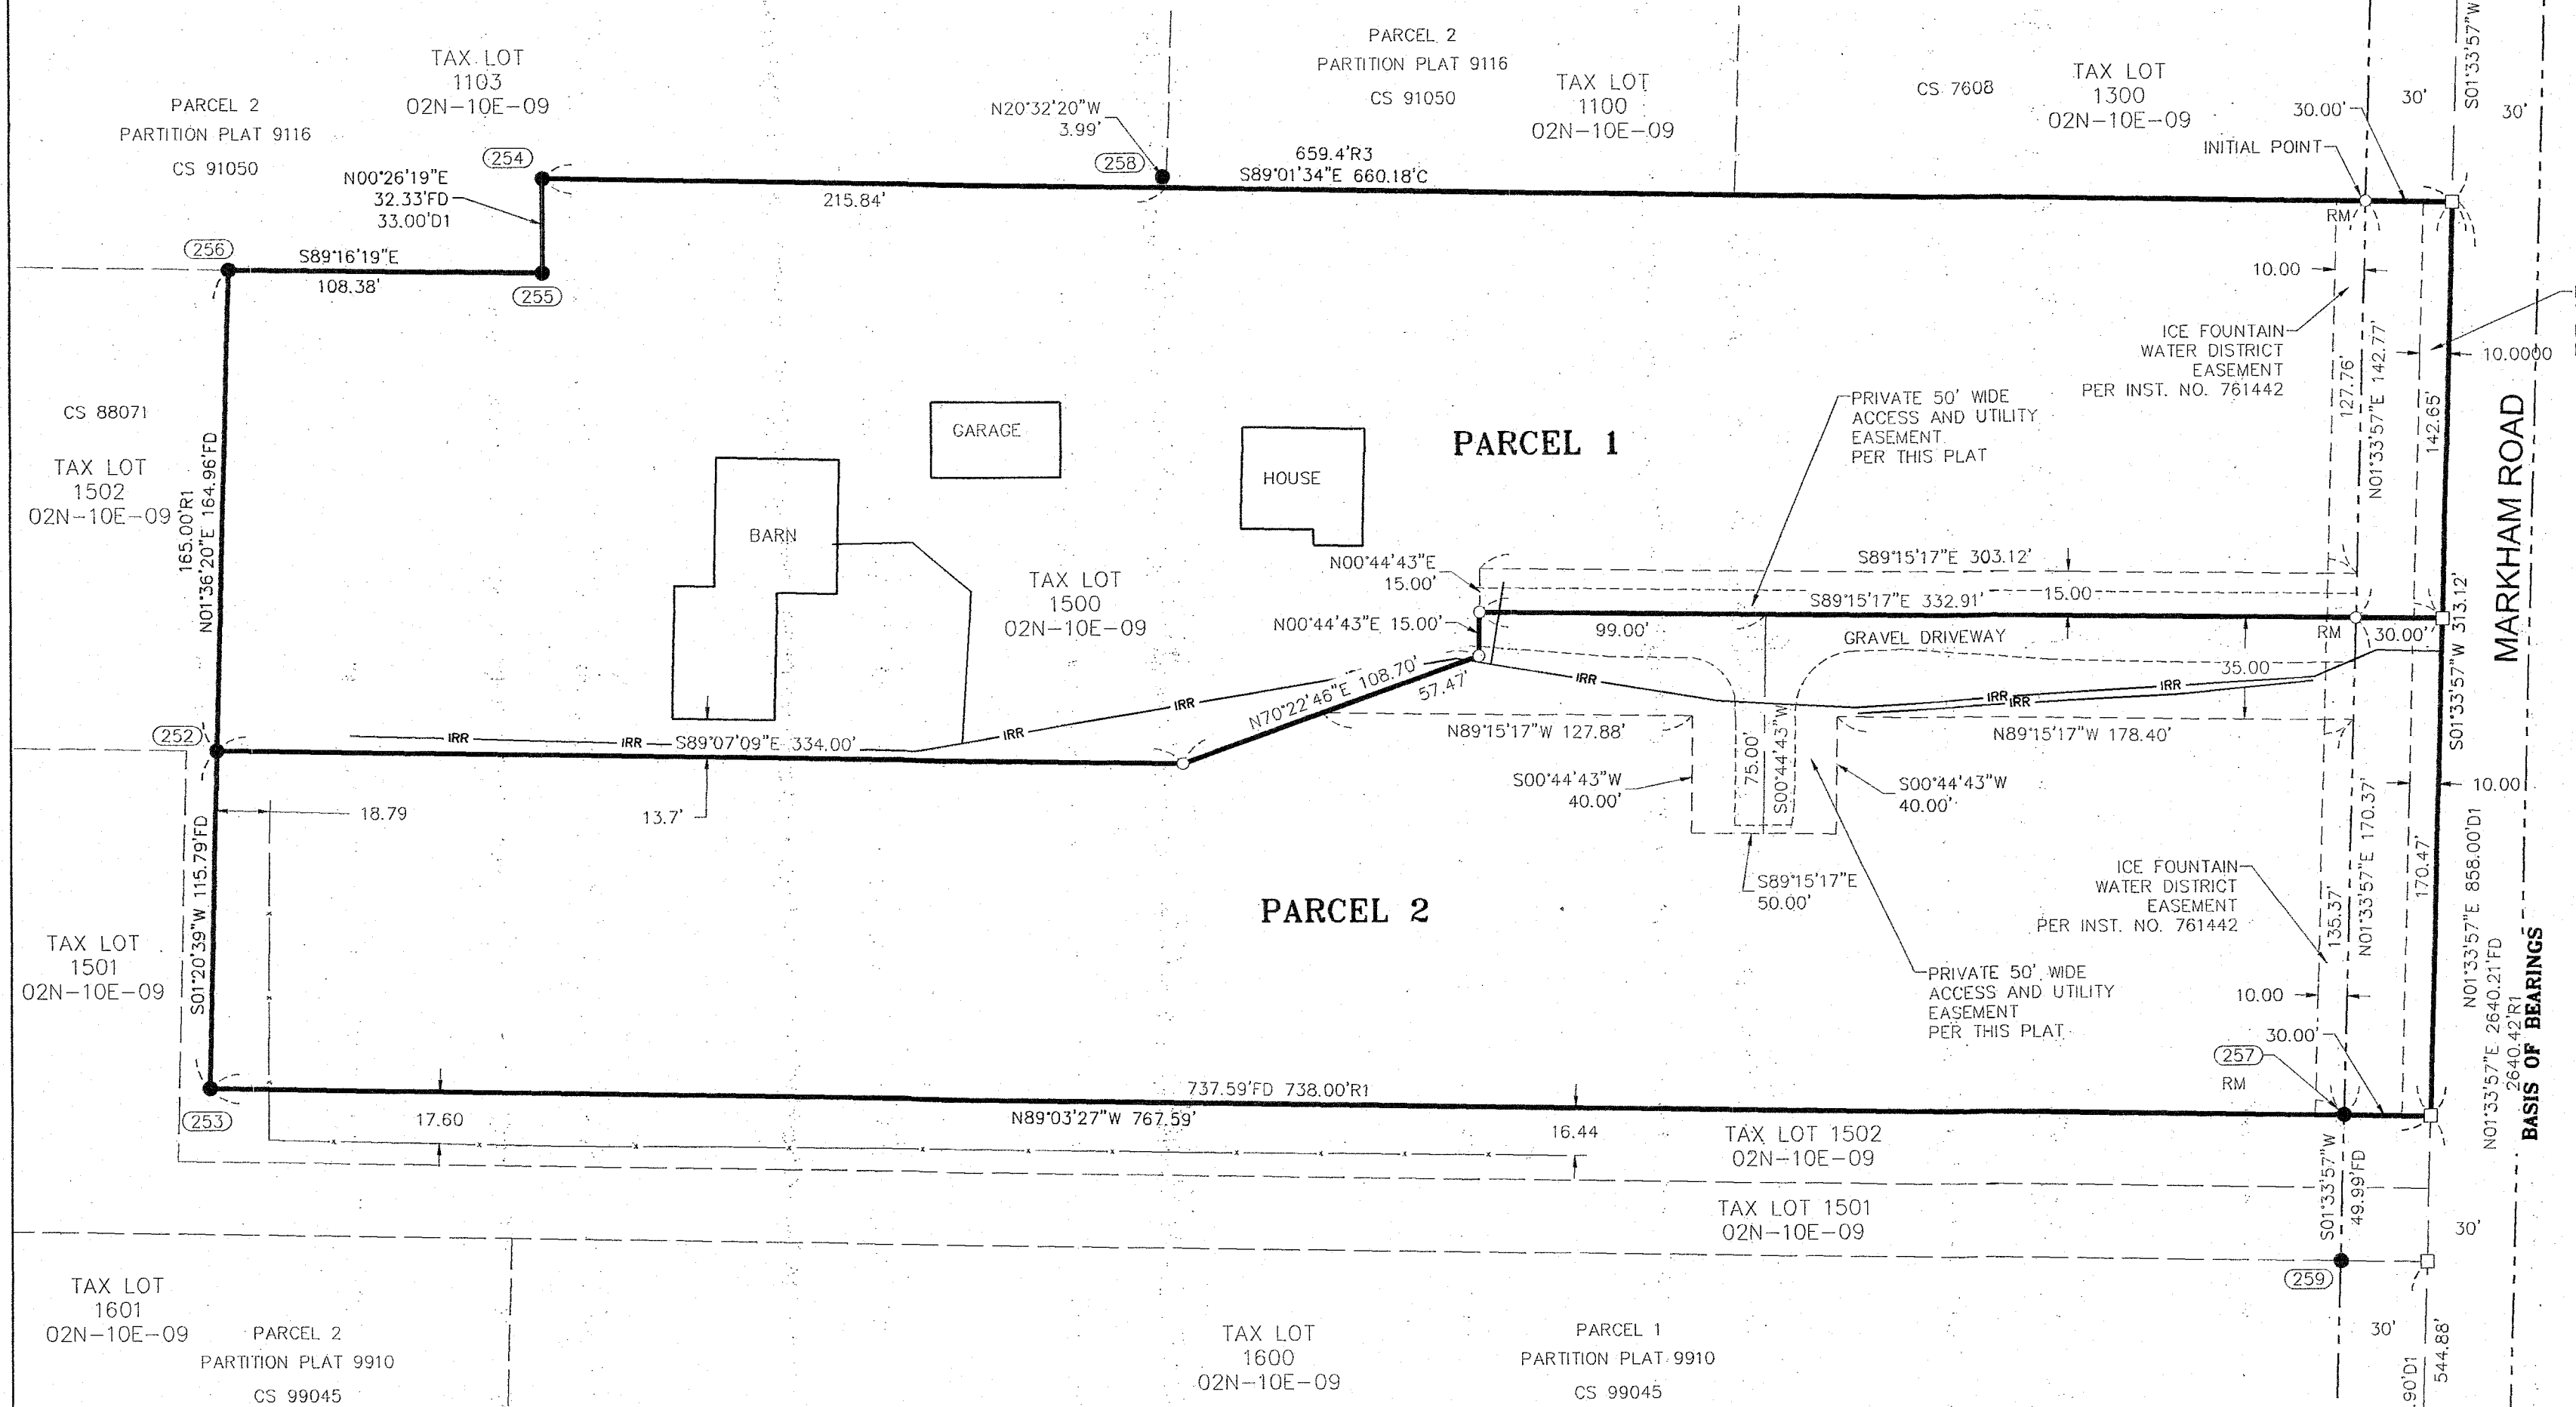 TAX LOT
1103
02N-10E-09
PARCEL 2
PARTITION PLAT 9116
CS 91050
N00°26'19"E
32.33'FD
33.00'D1
254
256
S89°16'19"E
108.38'
255
N20°32'20"W
3.99'
258
215.84'
PARCEL 2
PARTITION PLAT 9116
CS 91050
TAX LOT
1100
02N-10E-09
659.4'R3
S89°01'34"E 660.18'C
CS 7608
TAX LOT
1300
02N-10E-09
30.00'
INITIAL POINT
30'
S01°33'57"W
30'
RM
10.00
ICE FOUNTAIN
WATER DISTRICT
EASEMENT
PER INST. NO. 761442
127.76'
N01°33'57"E 142.77'
142.65'
10.0000
MARKHAM ROAD
CS 88071
TAX LOT
1502
02N-10E-09
165.00'R1
N01°36'20"E 164.96'FD
GARAGE
HOUSE
BARN
PARCEL 1
PRIVATE 50' WIDE
ACCESS AND UTILITY
EASEMENT
PER THIS PLAT
TAX LOT
1500
02N-10E-09
N00°44'43"E
15.00'
N00°44'43"E 15.00'
S89°15'17"E 303.12'
15.00
S89°15'17"E 332.91'
99.00'
GRAVEL DRIVEWAY
RM
30.00'
35.00
S01°33'57"W 313.12'
N70°22'46"E 108.70'
57.47'
IRR
IRR
IRR
IRR
IRR
IRR
IRR
IRR
252
S89°07'09"E 334.00'
13.7'
18.79
N89°15'17"W 127.88'
N89°15'17"W 178.40'
S00°44'43"W
40.00'
75.00'
S00°44'43"W
S00°44'43"W
40.00'
S89°15'17"E
50.00'
10.00
S01°20'39"W 115.79'FD
TAX LOT
1501
02N-10E-09
PARCEL 2
ICE FOUNTAIN
WATER DISTRICT
EASEMENT
PER INST. NO. 761442
135.37'
N01°33'57"E 170.37'
170.47'
PRIVATE 50' WIDE
ACCESS AND UTILITY
EASEMENT
PER THIS PLAT
10.00
30.00'
257
RM
N01°33'57"E 858.00'D1
N01°33'57"E 2640.21'FD
2640.42'R1
BASIS OF BEARINGS
253
17.60
737.59'FD 738.00'R1
N89°03'27"W 767.59'
16.44
TAX LOT 1502
02N-10E-09
TAX LOT 1501
02N-10E-09
S01°33'57"W
49.99'FD
30'
259
TAX LOT
1601
02N-10E-09
PARCEL 2
PARTITION PLAT 9910
CS 99045
TAX LOT
1600
02N-10E-09
PARCEL 1
PARTITION PLAT 9910
CS 99045
30'
.90'D1
544.88'